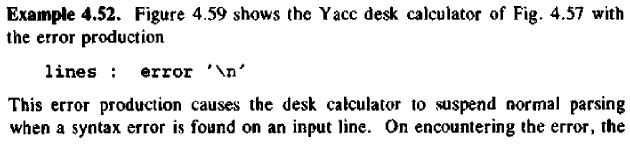 Example 4.52. Figure 4.59 shows the Yacc desk calculator of Fig. 4.57 with
the error production
lines : error '\n'
This error production causes the desk calculator to suspend normal parsing
when a syntax error is found on an input line. On encountering the error, the